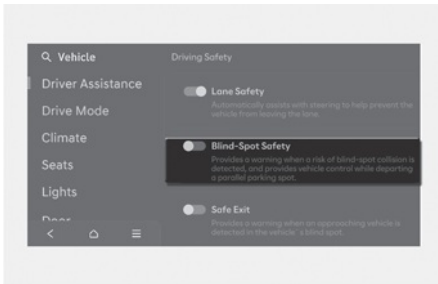 Vehicle
Driver Assistance
Drive Mode
Climate
Seats
Lights
Door
Driving Safety
Lane Safety
Automatically assists with steering to help prevent the
vehicle from leaving the lane.
Blind-Spot Safety
Provides a warning when a risk of blind-spot collision is
detected, and provides vehicle control while departing
a parallel parking spot.
Safe Exit
Provides a warning when an approaching vehicle is
detected in the vehicle's blind spot.